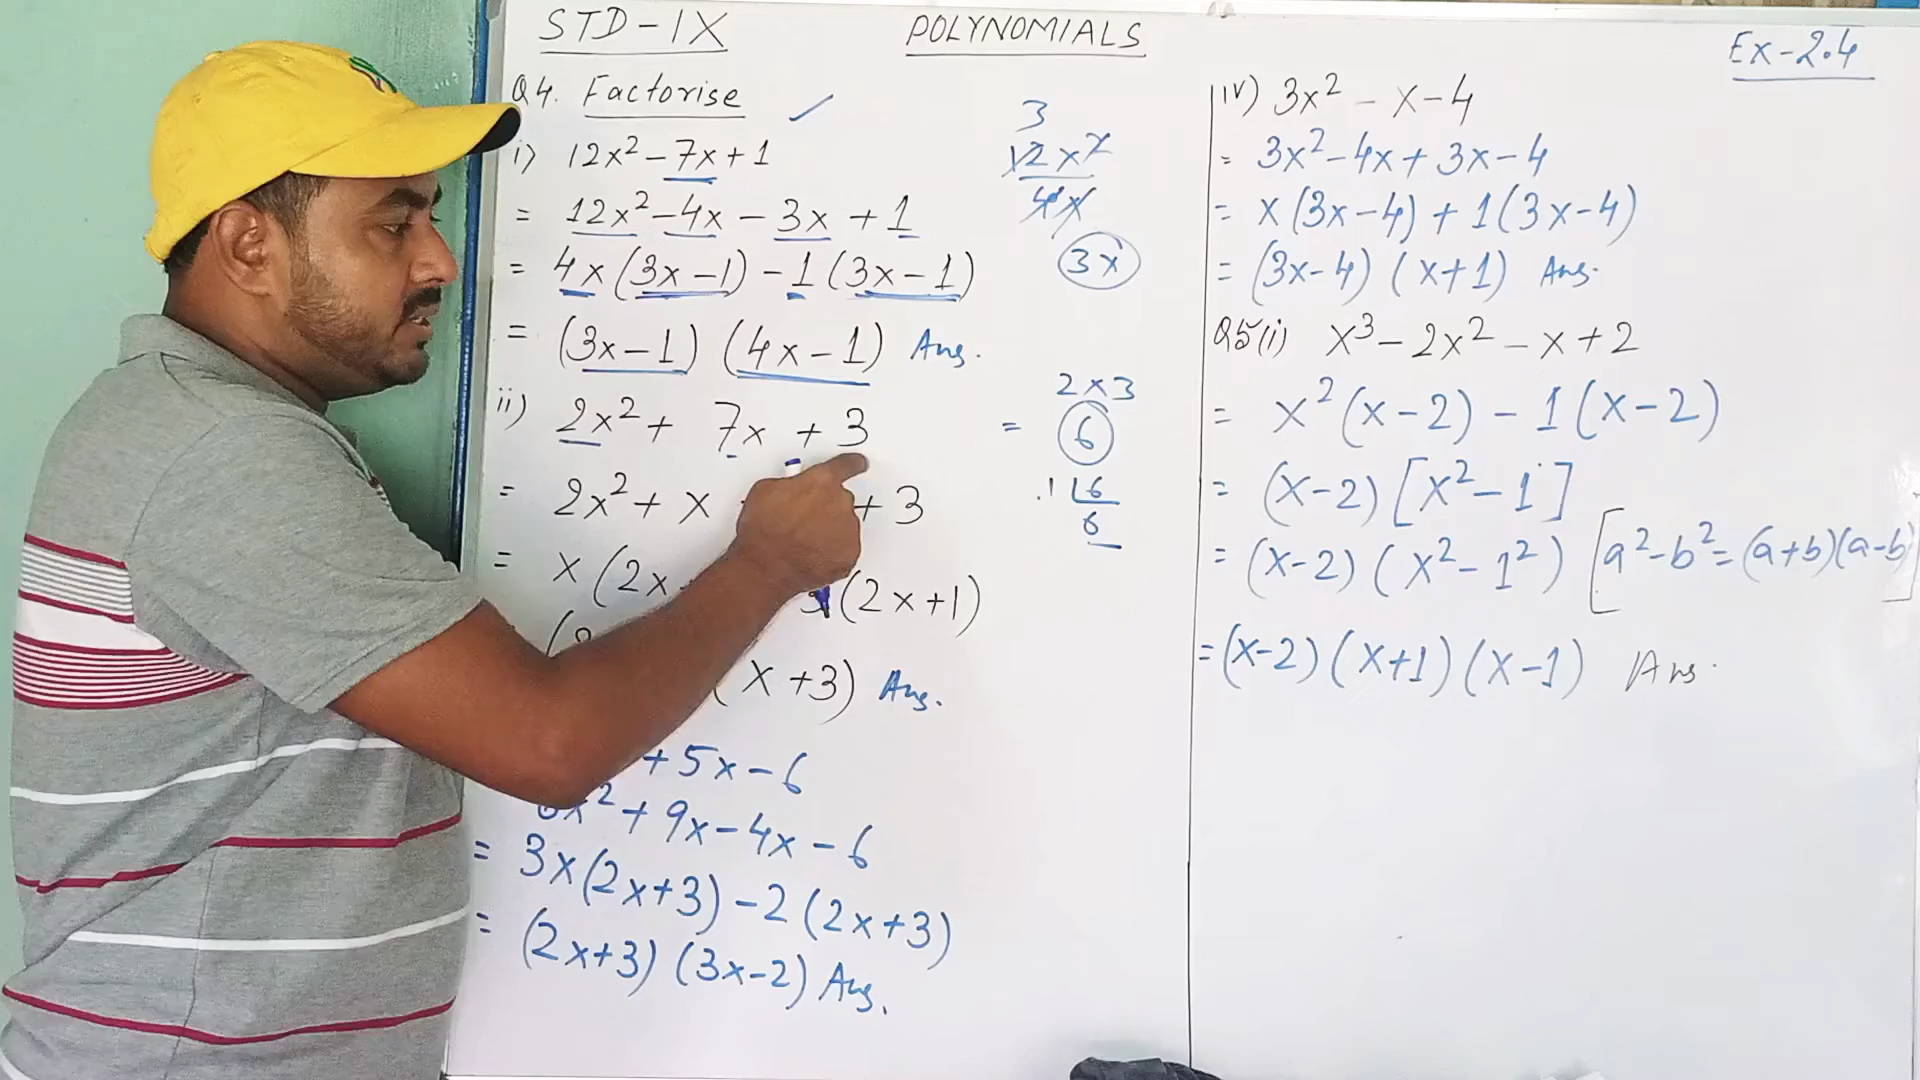 STD-IX
POLYNOMIALS
Ex-2.4
Q4. Factorise ✓
i) 12x² - 7x + 1
= 12x² - 4x - 3x + 1
= 4x (3x - 1) - 1 (3x - 1)
= (3x - 1) (4x - 1) Ans.
3
12x²
4x
3x
ii) 2x² + 7x + 3
= 2x² + x + 3
= x (2x (2x + 1)
( x + 3) Ans.
= 2 x 3
6
1 | 6
6
+ 5x - 6
6x² + 9x - 4x - 6
= 3x (2x + 3) - 2 (2x + 3)
= (2x + 3) (3x - 2) Ans.
iv) 3x² - x - 4
= 3x² - 4x + 3x - 4
= x (3x - 4) + 1 (3x - 4)
= (3x - 4) (x + 1) Ans.
Q5 (i) x³ - 2x² - x + 2
= x² (x - 2) - 1 (x - 2)
= (x - 2) [x² - 1]
= (x - 2) (x² - 1²) [a² - b² = (a + b) (a - b)]
= (x - 2) (x + 1) (x - 1) Ans.